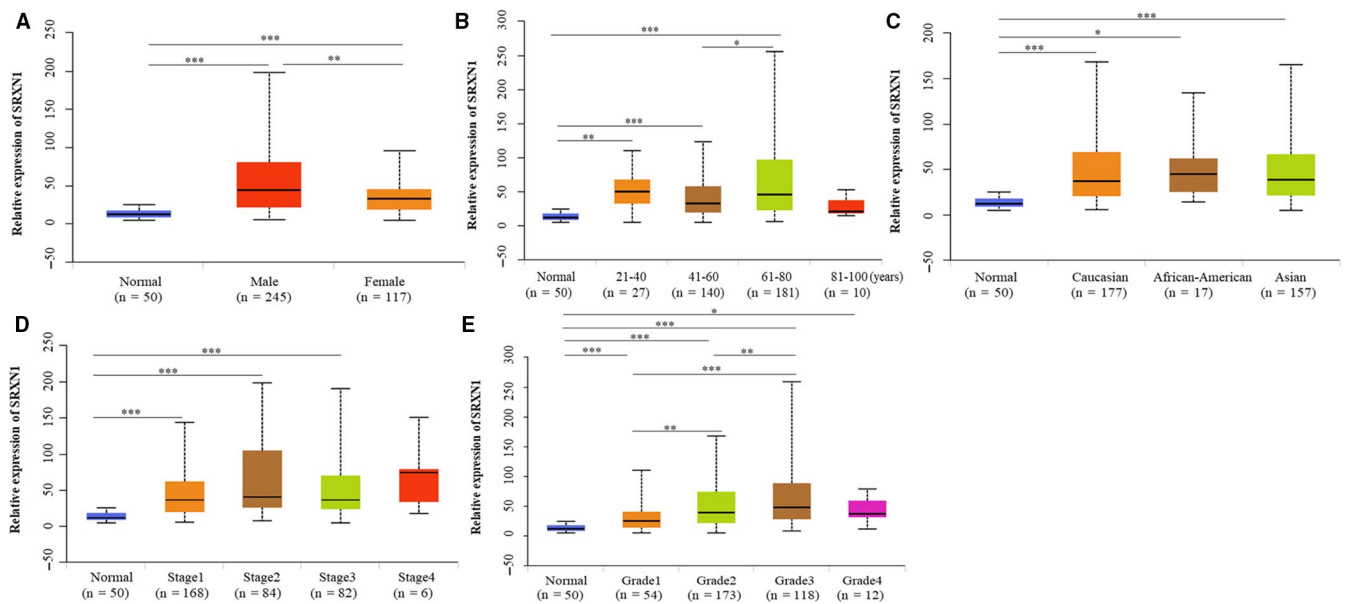 A
Relative expression of SRXN1
250
200
150
100
50
0
−50
***
***
**
Normal
(n = 50)
Male
(n = 245)
Female
(n = 117)
B
Relative expression of SRXN1
300
250
200
150
100
50
0
−50
***
*
***
**
Normal
(n = 50)
21-40
(n = 27)
41-60
(n = 140)
61-80
(n = 181)
81-100 (years)
(n = 10)
C
Relative expression of SRXN1
200
150
100
50
0
−50
***
*
***
Normal
(n = 50)
Caucasian
(n = 177)
African-American
(n = 17)
Asian
(n = 157)
D
Relative expression of SRXN1
250
200
150
100
50
0
−50
***
***
***
Normal
(n = 50)
Stage1
(n = 168)
Stage2
(n = 84)
Stage3
(n = 82)
Stage4
(n = 6)
E
Relative expression of SRXN1
300
250
200
150
100
50
0
−50
*
***
***
***
**
***
**
Normal
(n = 50)
Grade1
(n = 54)
Grade2
(n = 173)
Grade3
(n = 118)
Grade4
(n = 12)